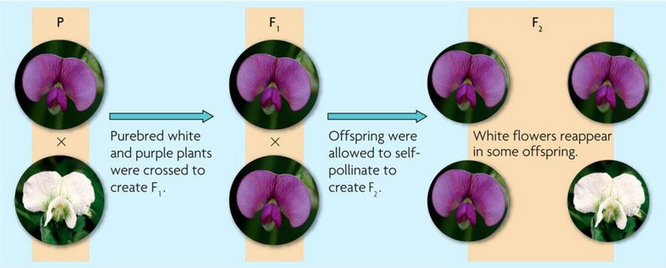 P
F₁
F₂
×
×
Purebred white
and purple plants
were crossed to
create F₁.
Offspring were
allowed to self-
pollinate to
create F₂.
White flowers reappear
in some offspring.